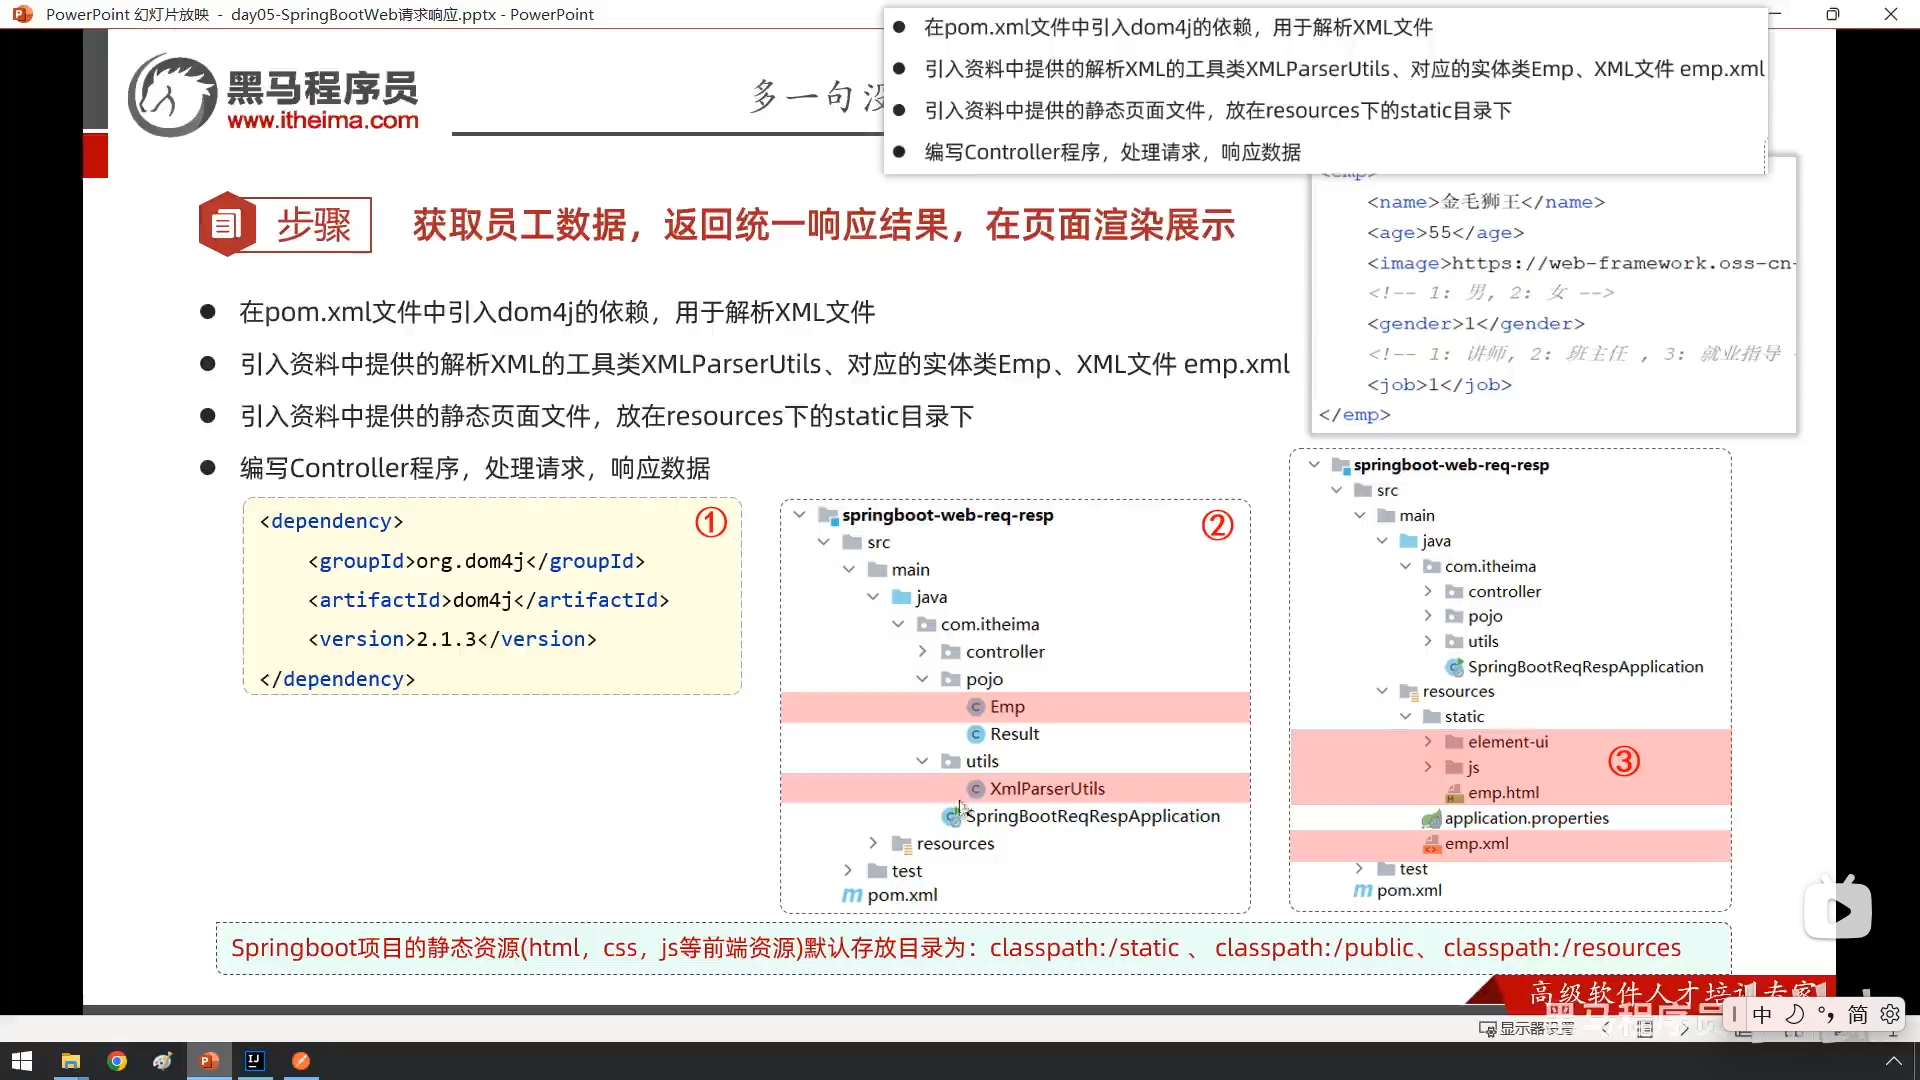 PowerPoint 幻灯片放映 - day05-SpringBootWeb请求响应.pptx - PowerPoint
在pom.xml文件中引入dom4j的依赖，用于解析XML文件
引入资料中提供的解析XML的工具类XMLParserUtils、对应的实体类Emp、XML文件 emp.xml
引入资料中提供的静态页面文件，放在resources下的static目录下
编写Controller程序，处理请求，响应数据
黑马程序员
www.itheima.com
多一句没
步骤
获取员工数据，返回统一响应结果，在页面渲染展示
在pom.xml文件中引入dom4j的依赖，用于解析XML文件
引入资料中提供的解析XML的工具类XMLParserUtils、对应的实体类Emp、XML文件 emp.xml
引入资料中提供的静态页面文件，放在resources下的static目录下
编写Controller程序，处理请求，响应数据
<emp>
<name>金毛狮王</name>
<age>55</age>
<image>https://web-framework.oss-cn-
<!-- 1: 男, 2: 女 -->
<gender>1</gender>
<!-- 1: 讲师, 2: 班主任 , 3: 就业指导
<job>1</job>
</emp>
①
<dependency>
<groupId>org.dom4j</groupId>
<artifactId>dom4j</artifactId>
<version>2.1.3</version>
</dependency>
②
springboot-web-req-resp
src
main
java
com.itheima
controller
pojo
Emp
Result
utils
XmlParserUtils
SpringBootReqRespApplication
resources
test
pom.xml
springboot-web-req-resp
src
main
java
com.itheima
controller
pojo
utils
SpringBootReqRespApplication
resources
static
element-ui
③
js
emp.html
application.properties
emp.xml
test
pom.xml
Springboot项目的静态资源(html，css，js等前端资源)默认存放目录为：classpath:/static 、 classpath:/public、 classpath:/resources
高级软件人才培训专家
黑马程序员
显示器设置
中 简